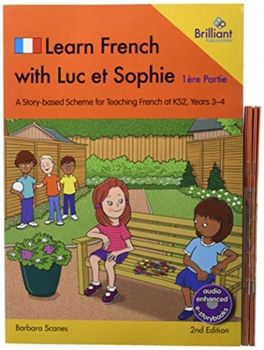 Brilliant
PUBLICATIONS
Learn French
with Luc et Sophie 1ère Partie
A Story-based Scheme for Teaching French at KS2, Years 3–4
audio
enhanced
e-storybooks
Barbara Scanes
2nd Edition